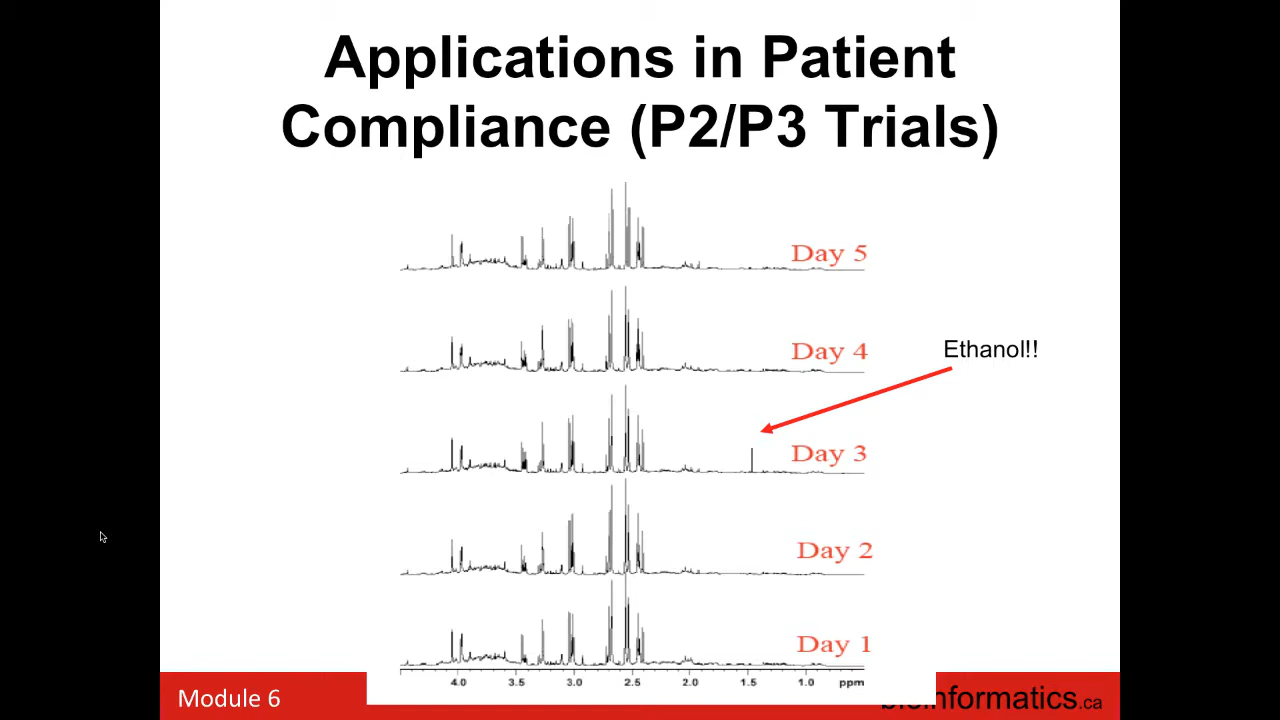 Applications in Patient
Compliance (P2/P3 Trials)
Day 5
Day 4
Ethanol!!
Day 3
Day 2
Day 1
4.0 3.5 3.0 2.5 2.0 1.5 1.0 ppm
Module 6
bioinformatics.ca